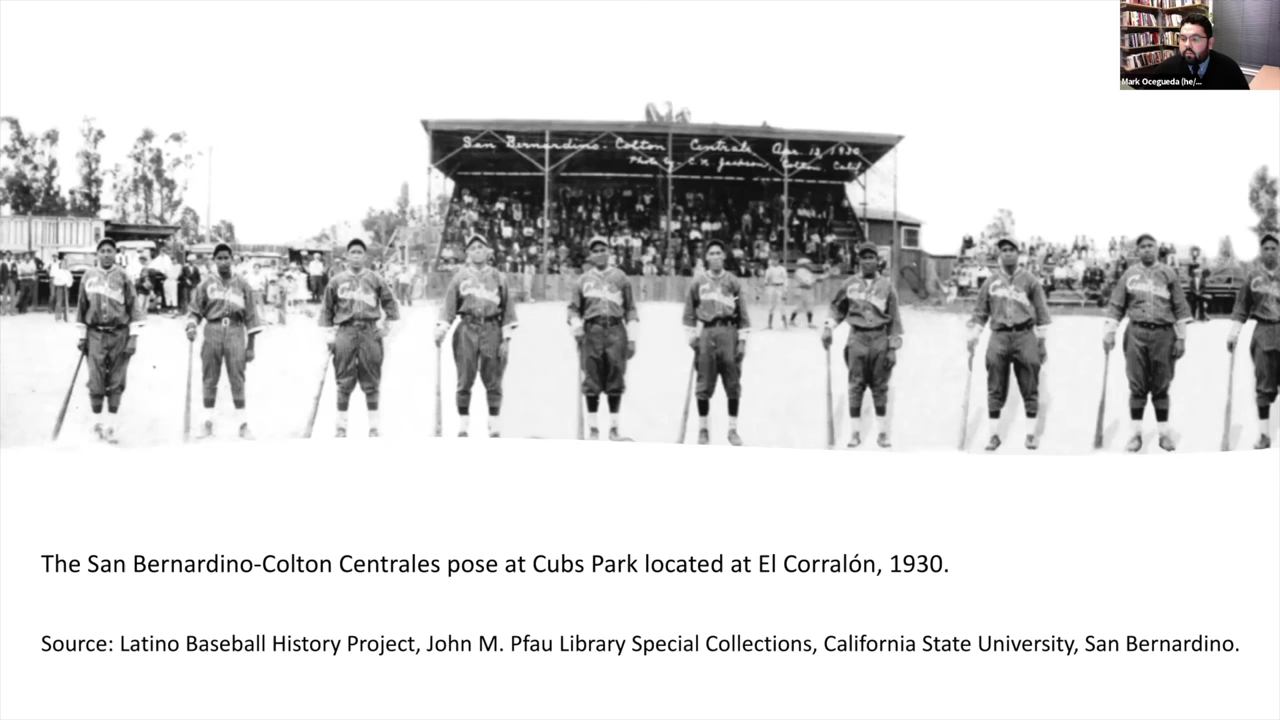 Mark Ocegueda (he/...
San Bernardino - Colton Centrals Apr. 13, 1930
Photo by C. N. Jackson, Colton, Calif
The San Bernardino-Colton Centrales pose at Cubs Park located at El Corralón, 1930.
Source: Latino Baseball History Project, John M. Pfau Library Special Collections, California State University, San Bernardino.